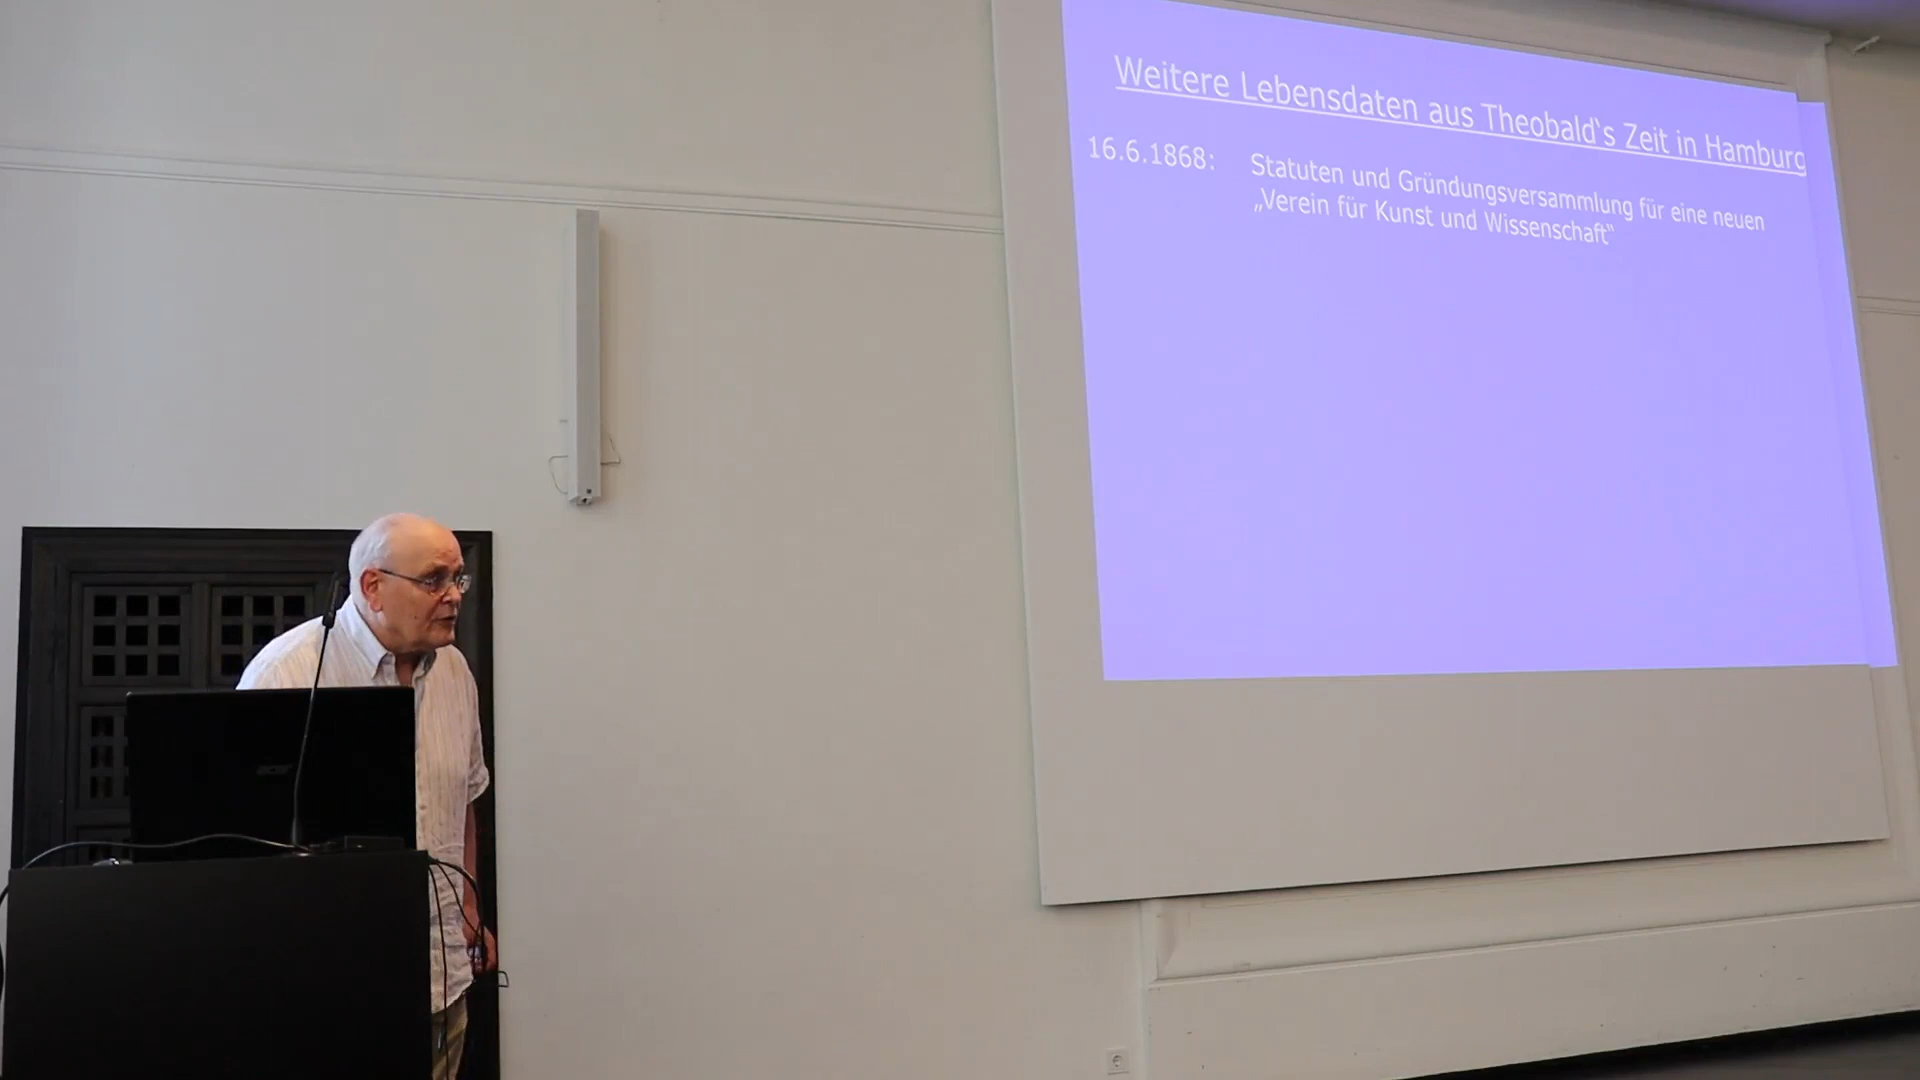 Weitere Lebensdaten aus Theobald‘s Zeit in Hamburg
16.6.1868: Statuten und Gründungsversammlung für eine neuen
„Verein für Kunst und Wissenschaft“
acer